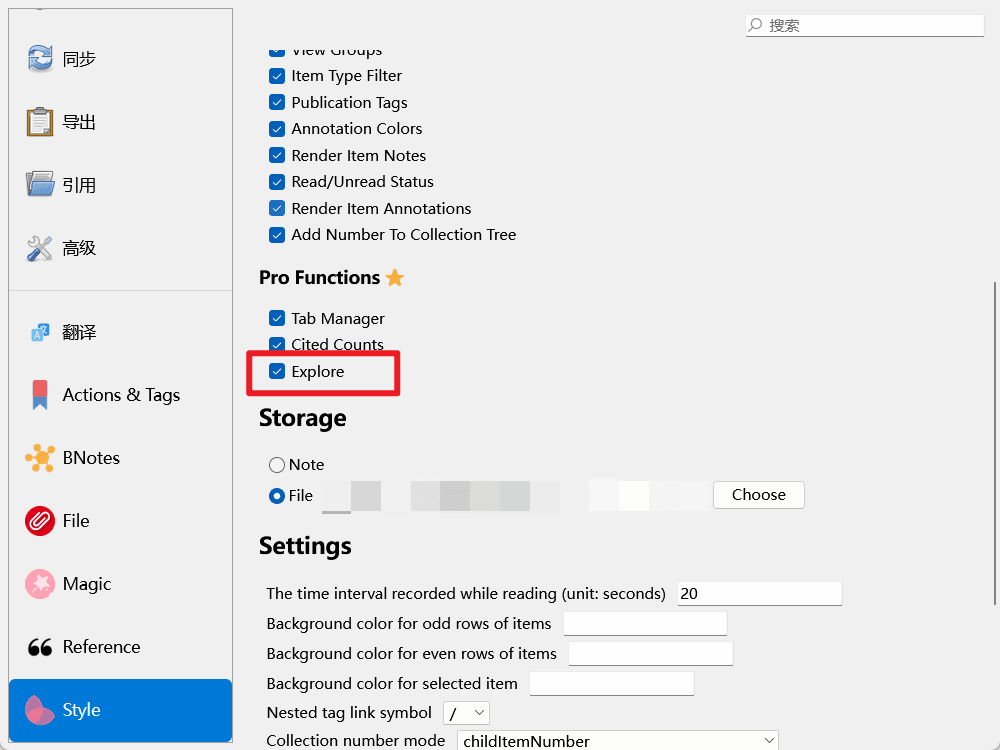 搜索
同步
导出
引用
高级
翻译
Actions & Tags
BNotes
File
Magic
Reference
Style
View Groups
Item Type Filter
Publication Tags
Annotation Colors
Render Item Notes
Read/Unread Status
Render Item Annotations
Add Number To Collection Tree
Pro Functions
Tab Manager
Cited Counts
Explore
Storage
Note
File
Choose
Settings
The time interval recorded while reading (unit: seconds) 20
Background color for odd rows of items
Background color for even rows of items
Background color for selected item
Nested tag link symbol /
Collection number mode childItemNumber